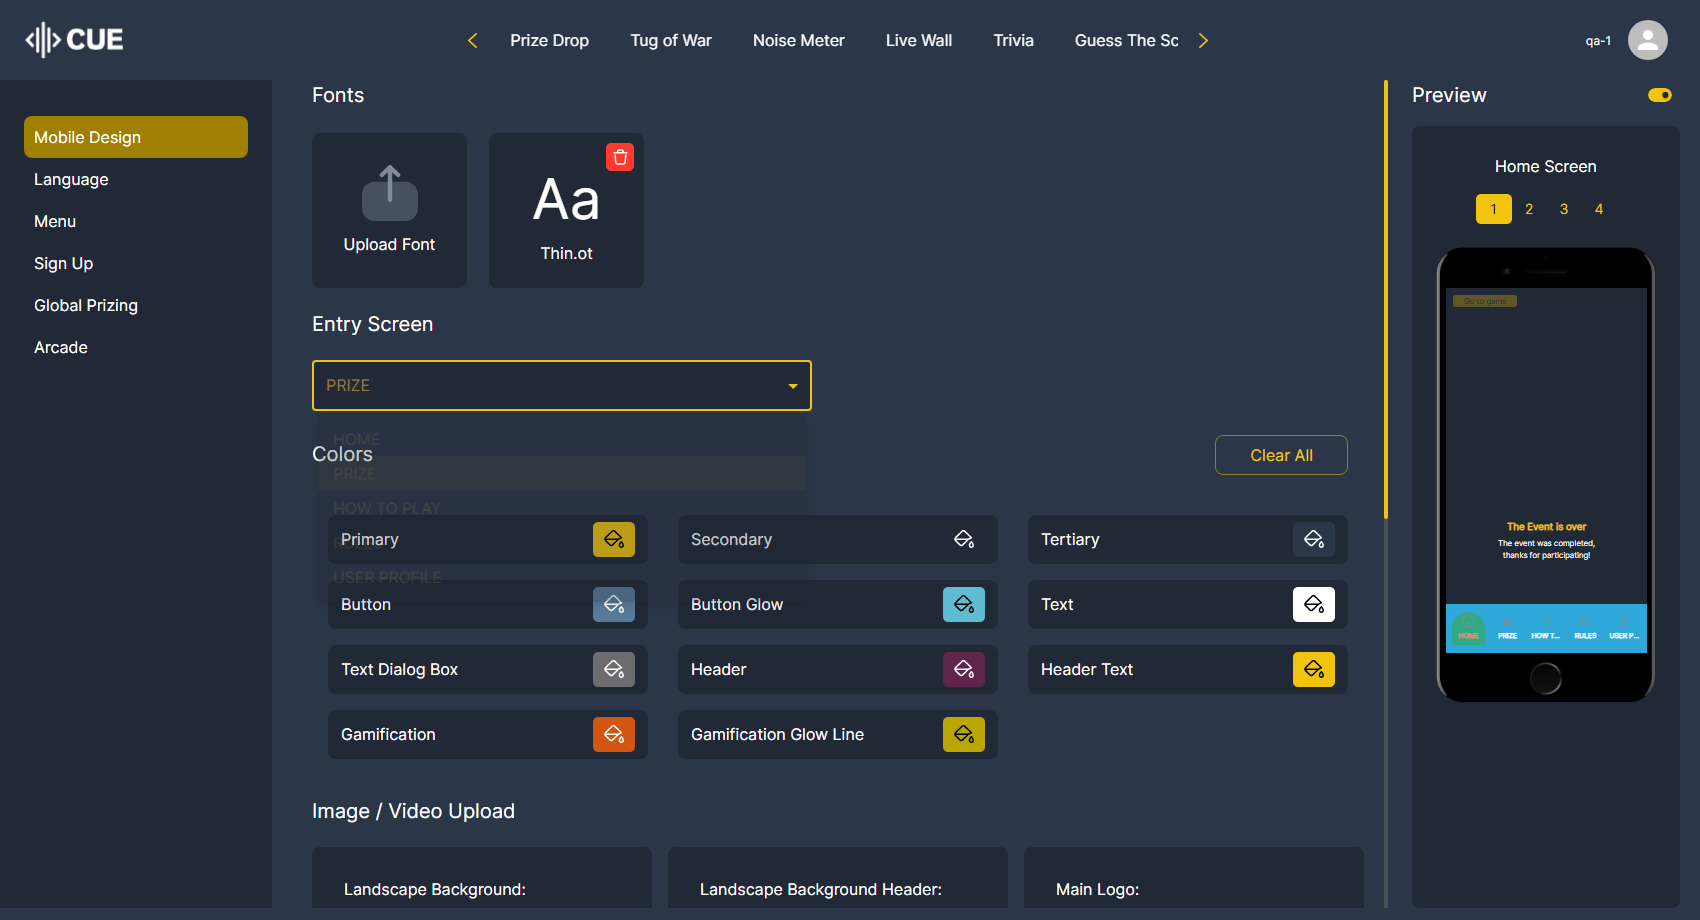 CUE
Prize Drop
Tug of War
Noise Meter
Live Wall
Trivia
Guess The Sc
qa-1
Mobile Design
Language
Menu
Sign Up
Global Prizing
Arcade
Fonts
Upload Font
Aa
Thin.ot
Entry Screen
PRIZE
HOME
PRIZE
HOW TO PLAY
USER PROFILE
Colors
Clear All
Primary
Secondary
Tertiary
Button
Button Glow
Text
Text Dialog Box
Header
Header Text
Gamification
Gamification Glow Line
Image / Video Upload
Landscape Background:
Landscape Background Header:
Main Logo:
Preview
Home Screen
1 2 3 4
Go to game
The Event is over
The event was completed,
thanks for participating!
HOME PRIZE HOW T... RULES USER P...